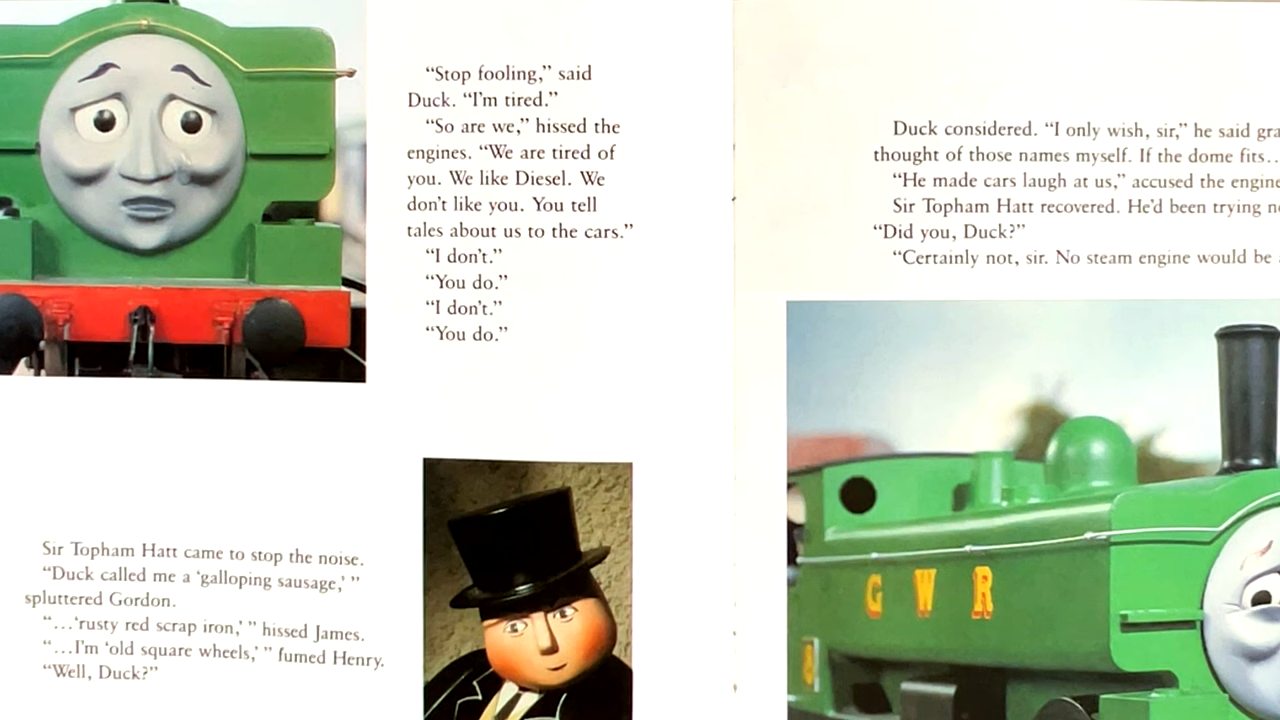 “Stop fooling,” said
Duck. “I’m tired.”
“So are we,” hissed the
engines. “We are tired of
you. We like Diesel. We
don’t like you. You tell
tales about us to the cars.”
“I don’t.”
“You do.”
“I don’t.”
“You do.”
Sir Topham Hatt came to stop the noise.
“Duck called me a ‘galloping sausage,’ ”
spluttered Gordon.
“…‘rusty red scrap iron,’ ” hissed James.
“…I’m ‘old square wheels,’ ” fumed Henry.
“Well, Duck?”
Duck considered. “I only wish, sir,” he said
thought of those names myself. If the dome fits…
“He made cars laugh at us,” accused the
Sir Topham Hatt recovered. He’d been trying
“Did you, Duck?”
“Certainly not, sir. No steam engine would be
GWR